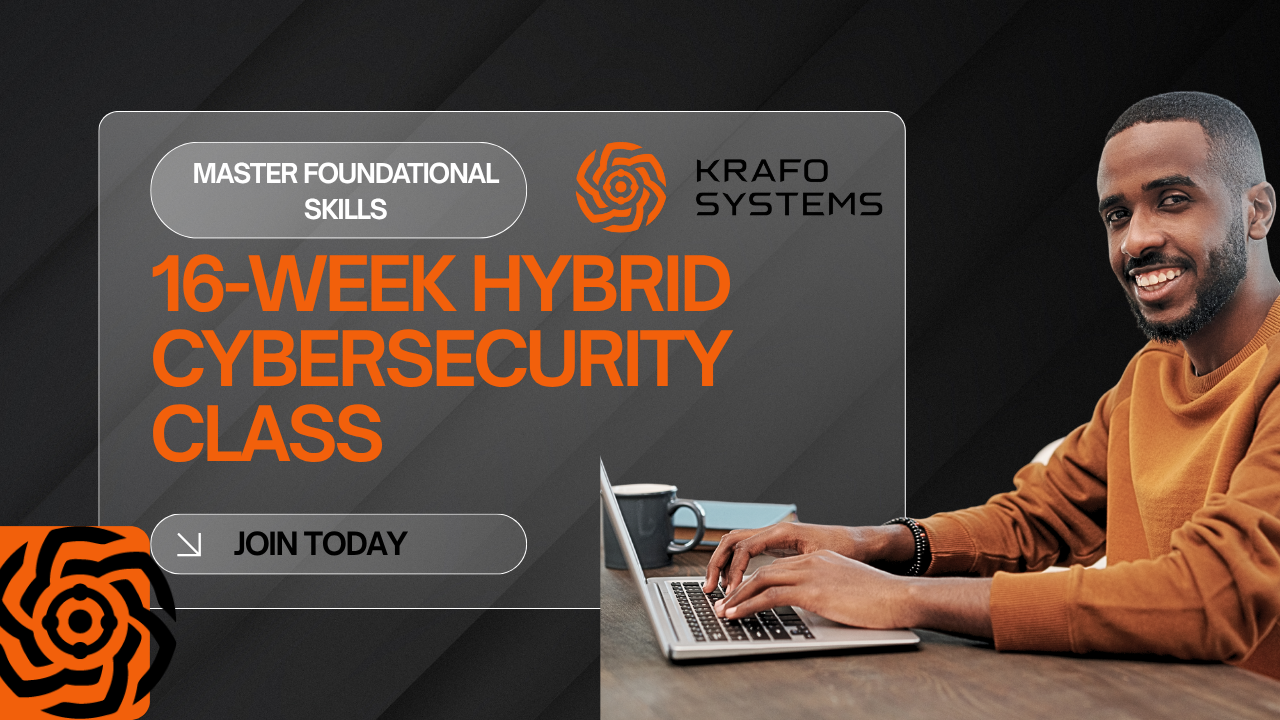 MASTER FOUNDATIONAL
SKILLS
KRAFO
SYSTEMS
16-WEEK HYBRID
CYBERSECURITY
CLASS
JOIN TODAY